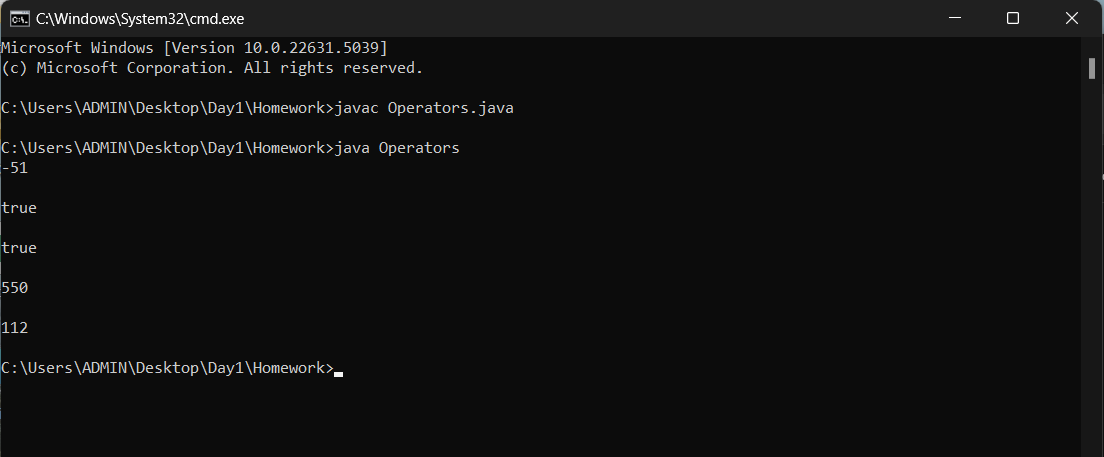 C:\Windows\System32\cmd.exe
Microsoft Windows [Version 10.0.22631.5039]
(c) Microsoft Corporation. All rights reserved.
C:\Users\ADMIN\Desktop\Day1\Homework>javac Operators.java
C:\Users\ADMIN\Desktop\Day1\Homework>java Operators
-51
true
true
550
112
C:\Users\ADMIN\Desktop\Day1\Homework>